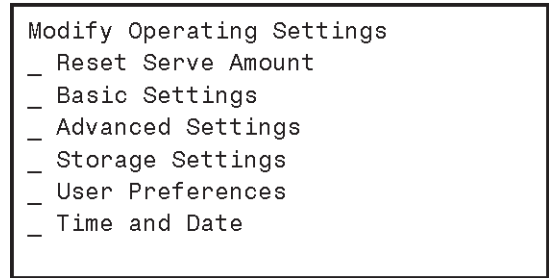 Modify Operating Settings
_ Reset Serve Amount
_ Basic Settings
_ Advanced Settings
_ Storage Settings
_ User Preferences
_ Time and Date